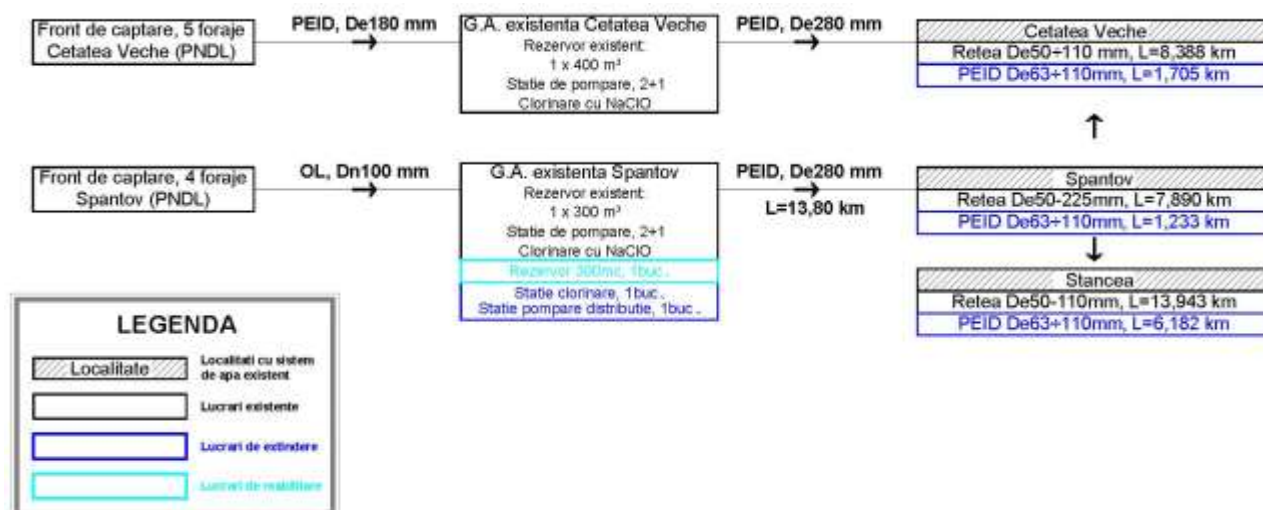 Front de captare, 5 foraje
Cetatea Veche (PNDL)
PEID, De180 mm
G.A. existenta Cetatea Veche
Rezervor existent:
1 x 400 m³
Statie de pompare, 2+1
Clorinare cu NaClO
PEID, De280 mm
Cetatea Veche
Retea De50÷110 mm, L=8,388 km
PEID De63÷110mm, L=1,705 km
Front de captare, 4 foraje
Spantov (PNDL)
OL, Dn100 mm
G.A. existenta Spantov
Rezervor existent:
1 x 300 m³
Statie de pompare, 2+1
Clorinare cu NaClO
Rezervor 300mc, 1buc.
Statie clorinare, 1buc.
Statie pompare distributie, 1buc.
PEID, De280 mm
L=13,80 km
Spantov
Retea De50-225mm, L=7,890 km
PEID De63÷110mm, L=1,233 km
Stancea
Retea De50-110mm, L=13,943 km
PEID De63÷110mm, L=6,182 km
LEGENDA
Localitate
Localitati cu sistem
de apa existent
Lucrari existente
Lucrari de extindere
Lucrari de reabilitare